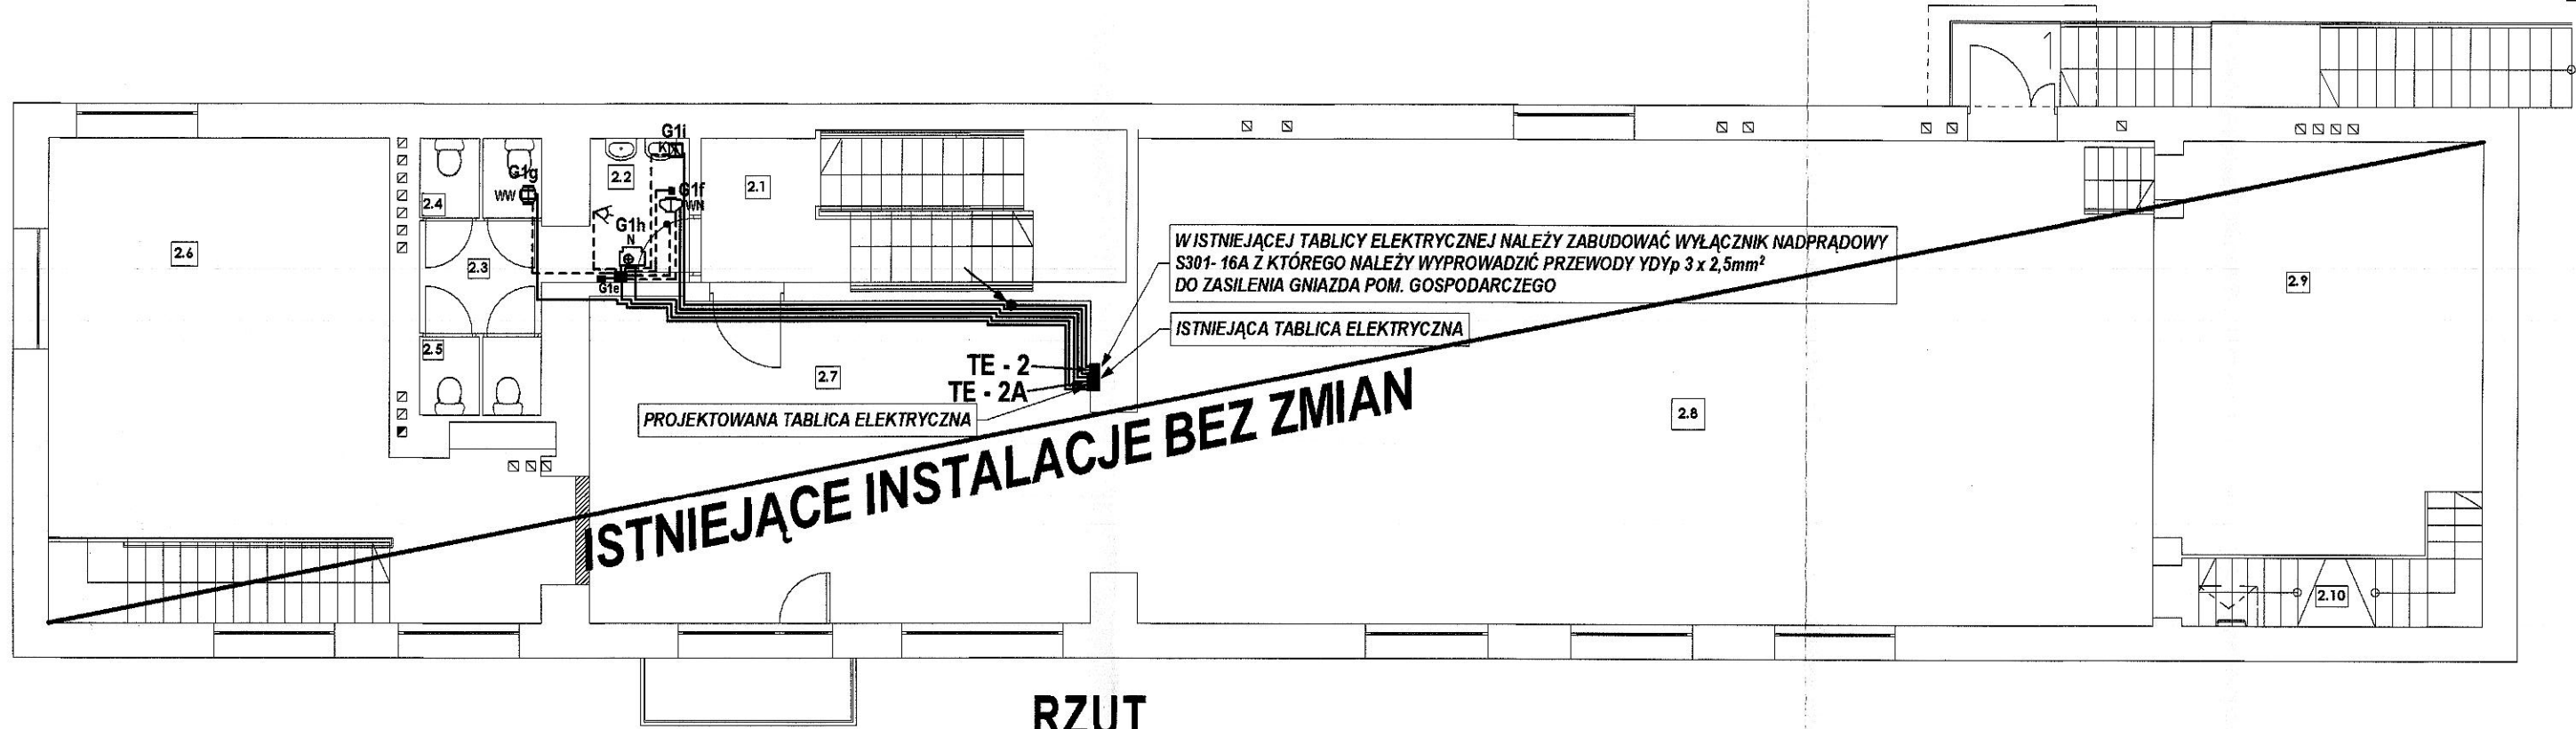 G1i
K
2.2
G1g
WW
2.4
G1f
WN
2.1
G1h
N
2.6
2.3
G1e
W ISTNIEJĄCEJ TABLICY ELEKTRYCZNEJ NALEŻY ZABUDOWAĆ WYŁĄCZNIK NADPRĄDOWY
S301- 16A Z KTÓREGO NALEŻY WYPROWADZIĆ PRZEWODY YDYp 3 x 2,5mm²
DO ZASILENIA GNIAZDA POM. GOSPODARCZEGO
2.9
ISTNIEJĄCA TABLICA ELEKTRYCZNA
2.5
TE - 2
2.7
TE - 2A
PROJEKTOWANA TABLICA ELEKTRYCZNA
2.8
ISTNIEJĄCE INSTALACJE BEZ ZMIAN
2.10
RZUT